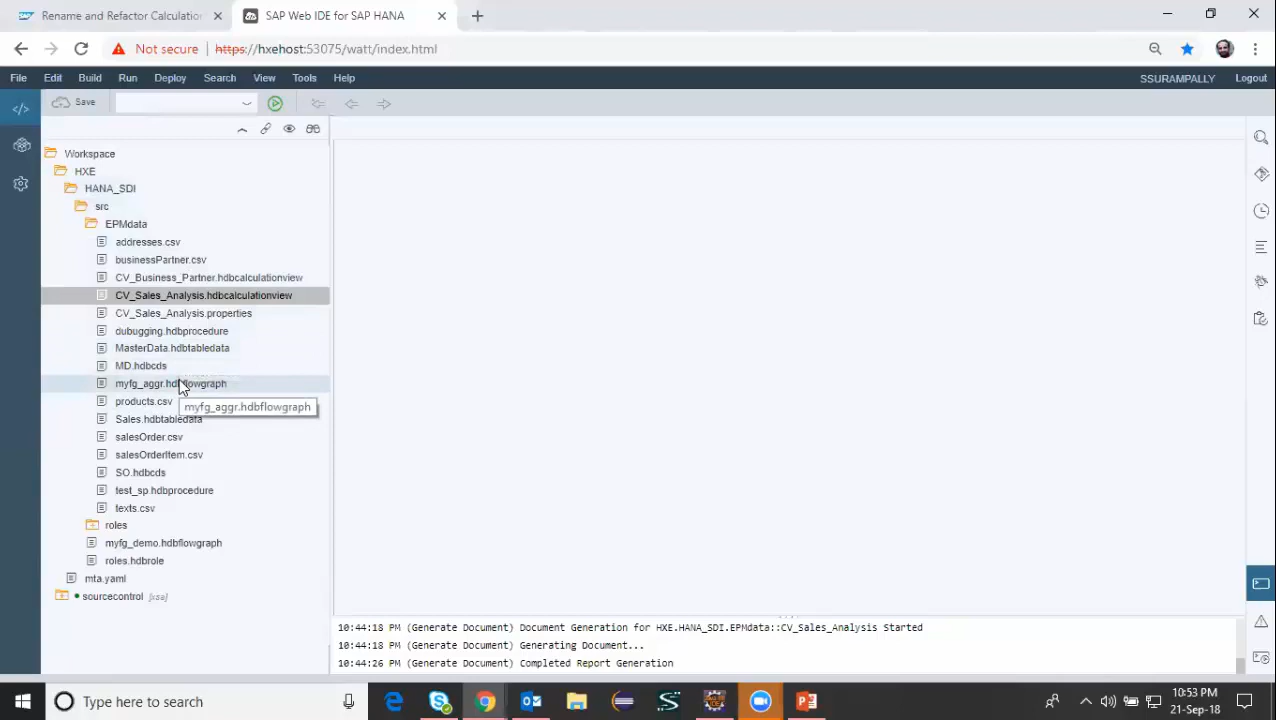 Rename and Refactor Calculation
SAP Web IDE for SAP HANA
Not secure
https://hxehost:53075/watt/index.html
File Edit Build Run Deploy Search View Tools Help
SSURAMPALLY Logout
Save
Workspace
HXE
HANA_SDI
src
EPMdata
addresses.csv
businessPartner.csv
CV_Business_Partner.hdbcalculationview
CV_Sales_Analysis.hdbcalculationview
CV_Sales_Analysis.properties
dubugging.hdbprocedure
MasterData.hdbtabledata
MD.hdbcds
myfg_aggr.hdbflowgraph
products.csv
myfg_aggr.hdbflowgraph
Sales.hdbtabledata
salesOrder.csv
salesOrderItem.csv
SO.hdbcds
test_sp.hdbprocedure
texts.csv
roles
myfg_demo.hdbflowgraph
roles.hdbrole
mta.yaml
sourcecontrol [xsa]
10:44:18 PM (Generate Document) Document Generation for HXE.HANA_SDI.EPMdata::CV_Sales_Analysis Started
10:44:18 PM (Generate Document) Generating Document...
10:44:26 PM (Generate Document) Completed Report Generation
Type here to search
10:53 PM
21-Sep-18